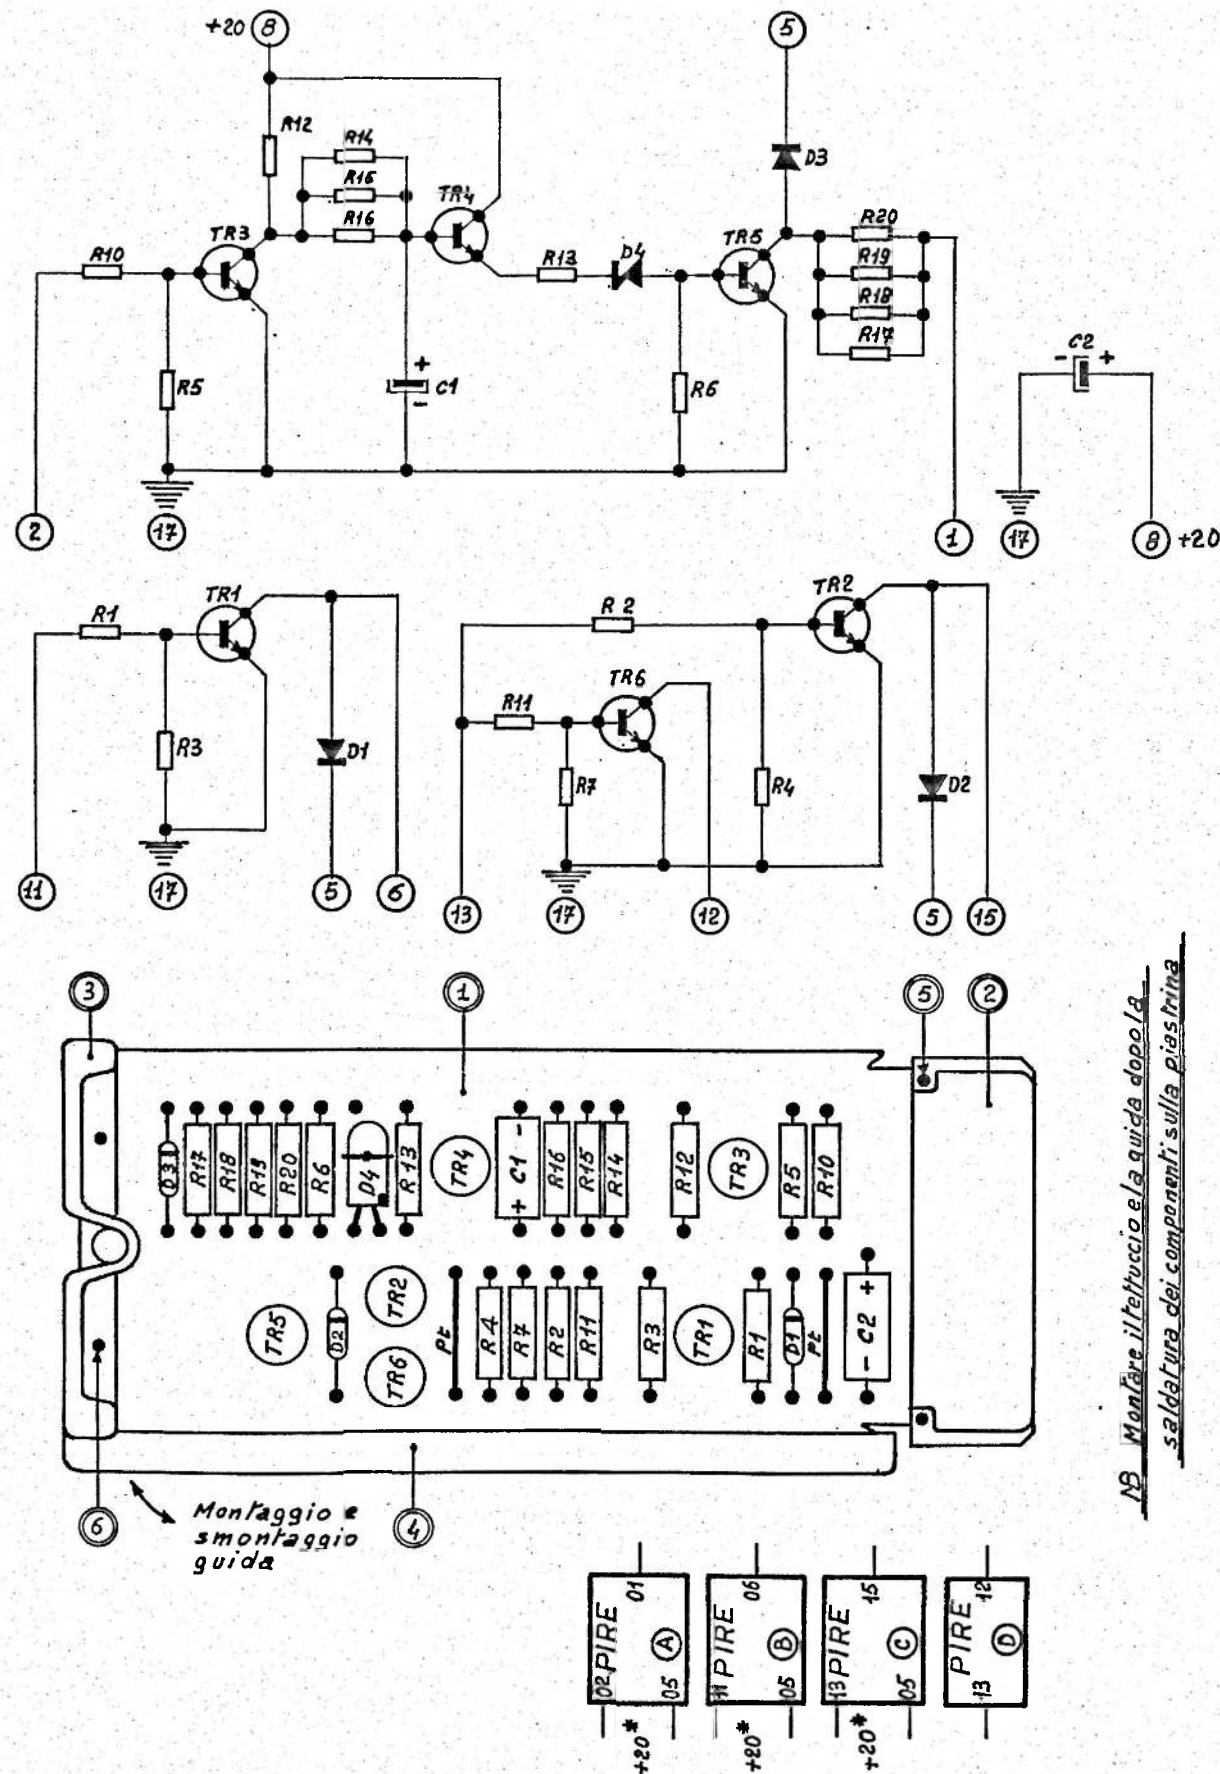 +20 8
5
R12
R14
R15
R16
TR3
TR4
R10
R13
D4
TR5
D3
R20
R19
R18
R17
R5
+
C1
-
R6
- C2 +
2
17
1
17
8 +20
R1
TR1
R3
D1
11
17
5
6
R2
TR2
TR6
R11
R7
R4
D2
13
17
12
5
15
3
1
5
2
D3
R17
R18
R19
R20
R6
D4
R13
TR4
+ C1 -
R16
R15
R14
R12
TR3
R5
R10
TR5
D2
TR2
TR6
Pt
R4
R7
R2
R11
R3
TR1
R1
D1
Pt
- C2 +
6
4
Montaggio e
smontaggio
guida
NB Montare il tettuccio e la guida dopo la
saldatura dei componenti sulla piastrina
02 PIRE 01
A 05
+20*
11 PIRE 06
B 05
+20*
13 PIRE 15
C 05
+20*
PIRE 12
13 D